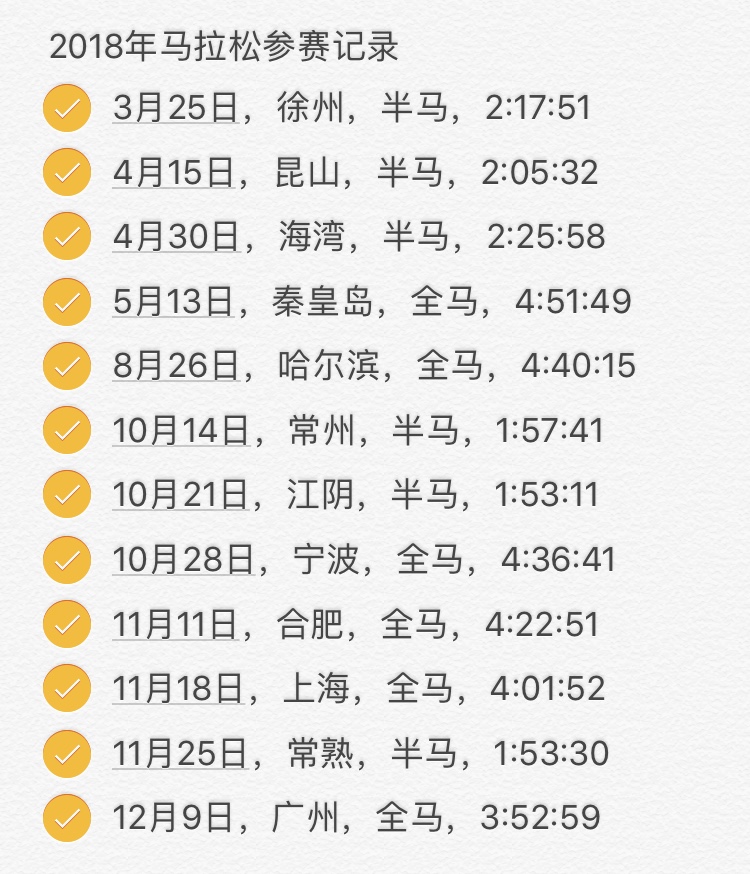 2018年马拉松参赛记录
3月25日，徐州，半马，2:17:51
4月15日，昆山，半马，2:05:32
4月30日，海湾，半马，2:25:58
5月13日，秦皇岛，全马，4:51:49
8月26日，哈尔滨，全马，4:40:15
10月14日，常州，半马，1:57:41
10月21日，江阴，半马，1:53:11
10月28日，宁波，全马，4:36:41
11月11日，合肥，全马，4:22:51
11月18日，上海，全马，4:01:52
11月25日，常熟，半马，1:53:30
12月9日，广州，全马，3:52:59